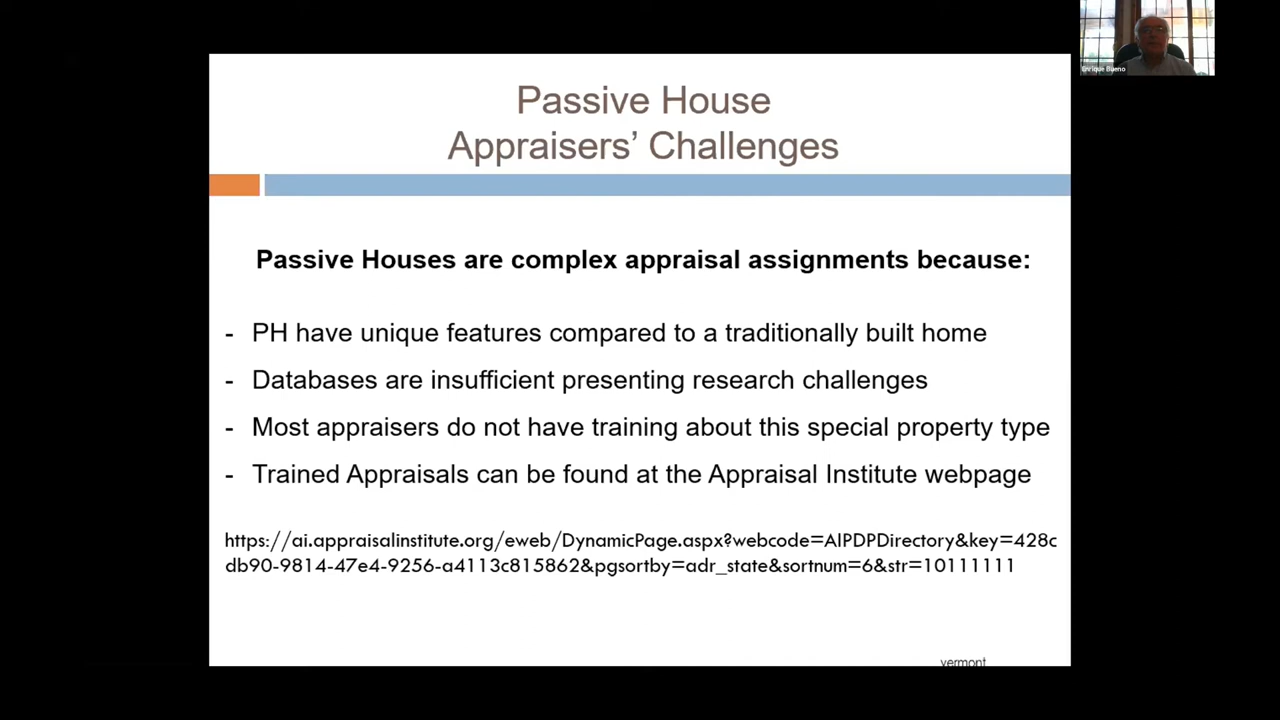 Enrique Bueno
Passive House
Appraisers’ Challenges
Passive Houses are complex appraisal assignments because:
- PH have unique features compared to a traditionally built home
- Databases are insufficient presenting research challenges
- Most appraisers do not have training about this special property type
- Trained Appraisals can be found at the Appraisal Institute webpage
https://ai.appraisalinstitute.org/eweb/DynamicPage.aspx?webcode=AIPDPDirectory&key=428c
db90-9814-47e4-9256-a4113c815862&pgsortby=adr_state&sortnum=6&str=10111111
vermont